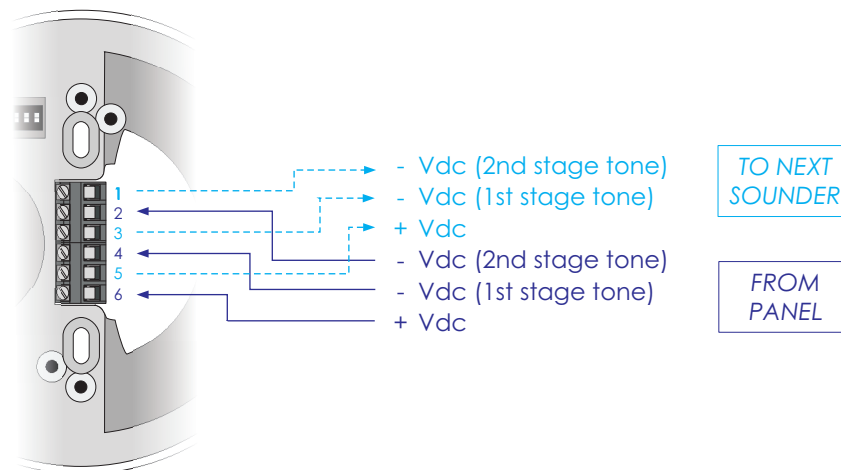 1
2
3
4
5
6
- Vdc (2nd stage tone)
- Vdc (1st stage tone)
+ Vdc
- Vdc (2nd stage tone)
- Vdc (1st stage tone)
+ Vdc
TO NEXT
SOUNDER
FROM
PANEL